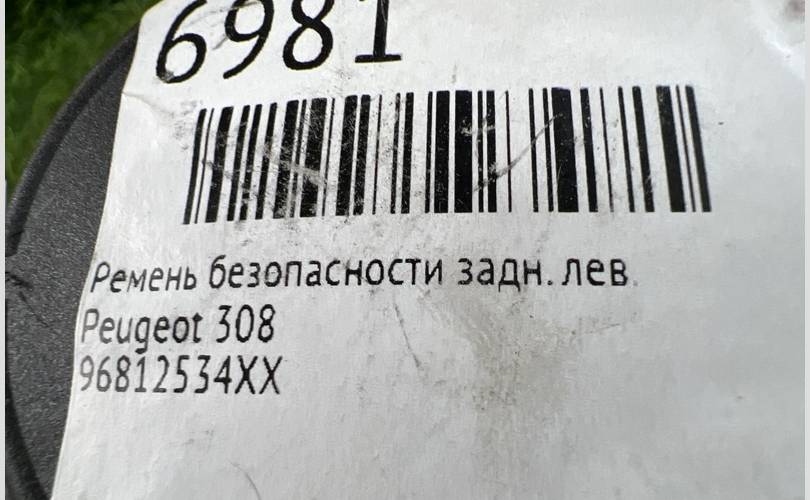 6981
Ремень безопасности задн. лев.
Peugeot 308
96812534XX